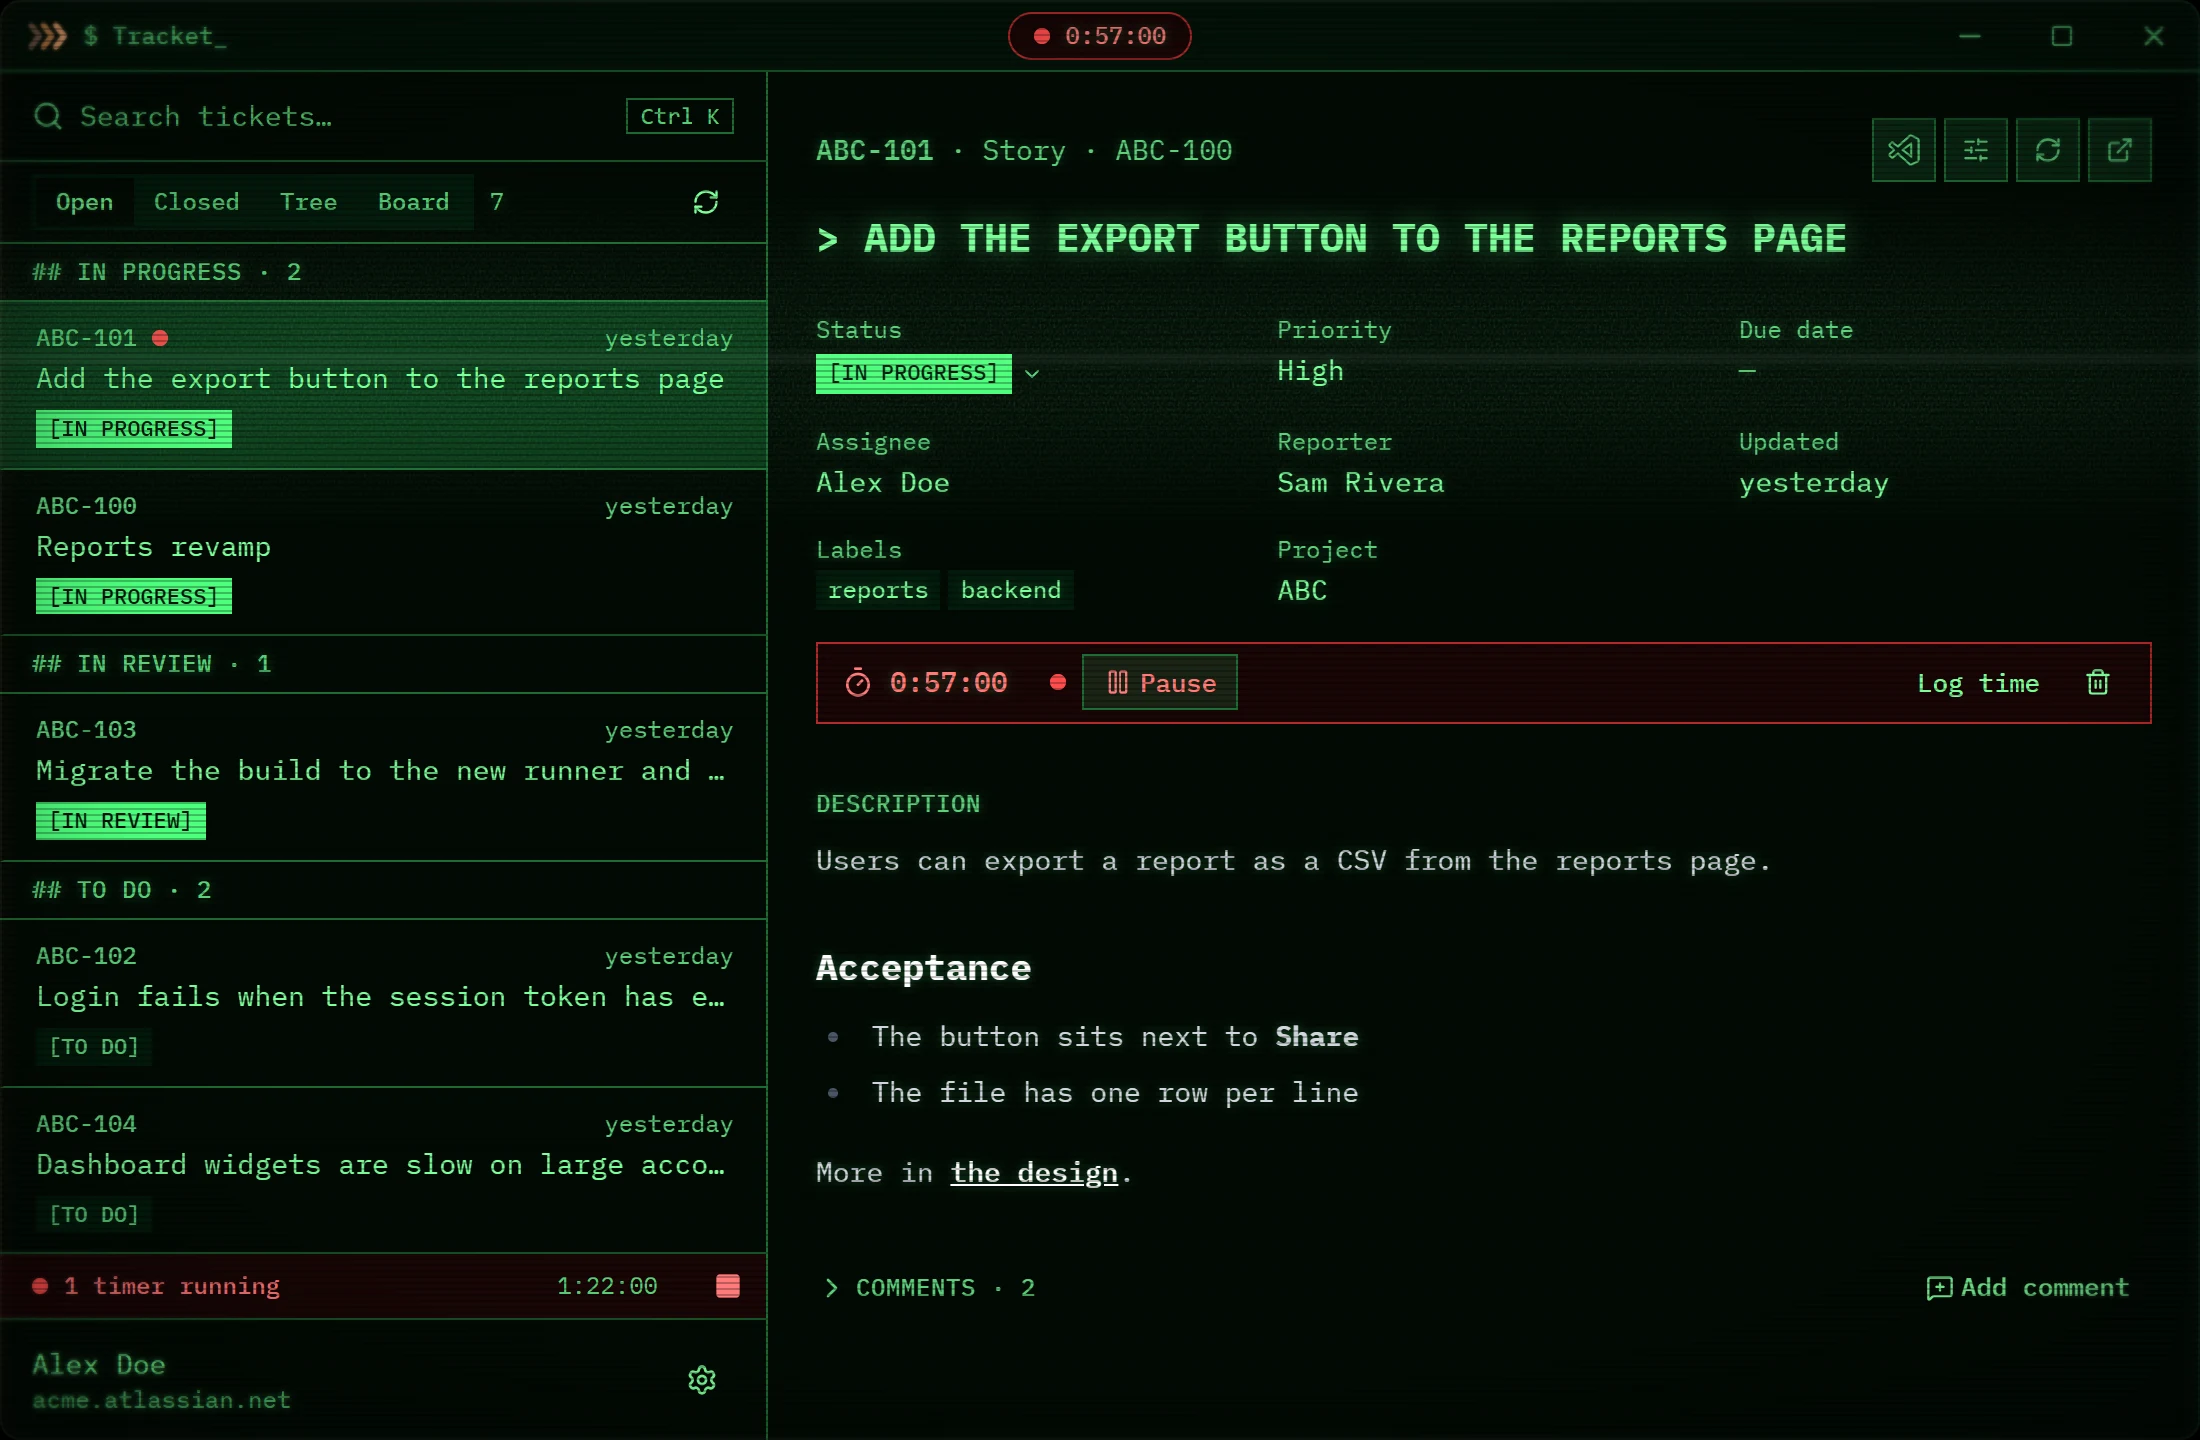 $ Tracket_
0:57:00
Search tickets…
Ctrl K
Open Closed Tree Board 7
## IN PROGRESS · 2
ABC-101 yesterday
Add the export button to the reports page
[IN PROGRESS]
ABC-100 yesterday
Reports revamp
[IN PROGRESS]
## IN REVIEW · 1
ABC-103 yesterday
Migrate the build to the new runner and …
[IN REVIEW]
## TO DO · 2
ABC-102 yesterday
Login fails when the session token has e…
[TO DO]
ABC-104 yesterday
Dashboard widgets are slow on large acco…
[TO DO]
1 timer running 1:22:00
Alex Doe
acme.atlassian.net
ABC-101 · Story · ABC-100
> ADD THE EXPORT BUTTON TO THE REPORTS PAGE
Status Priority Due date
[IN PROGRESS] High —
Assignee Reporter Updated
Alex Doe Sam Rivera yesterday
Labels Project
reports backend ABC
0:57:00 Pause Log time
DESCRIPTION
Users can export a report as a CSV from the reports page.
Acceptance
• The button sits next to Share
• The file has one row per line
More in the design.
COMMENTS · 2 Add comment